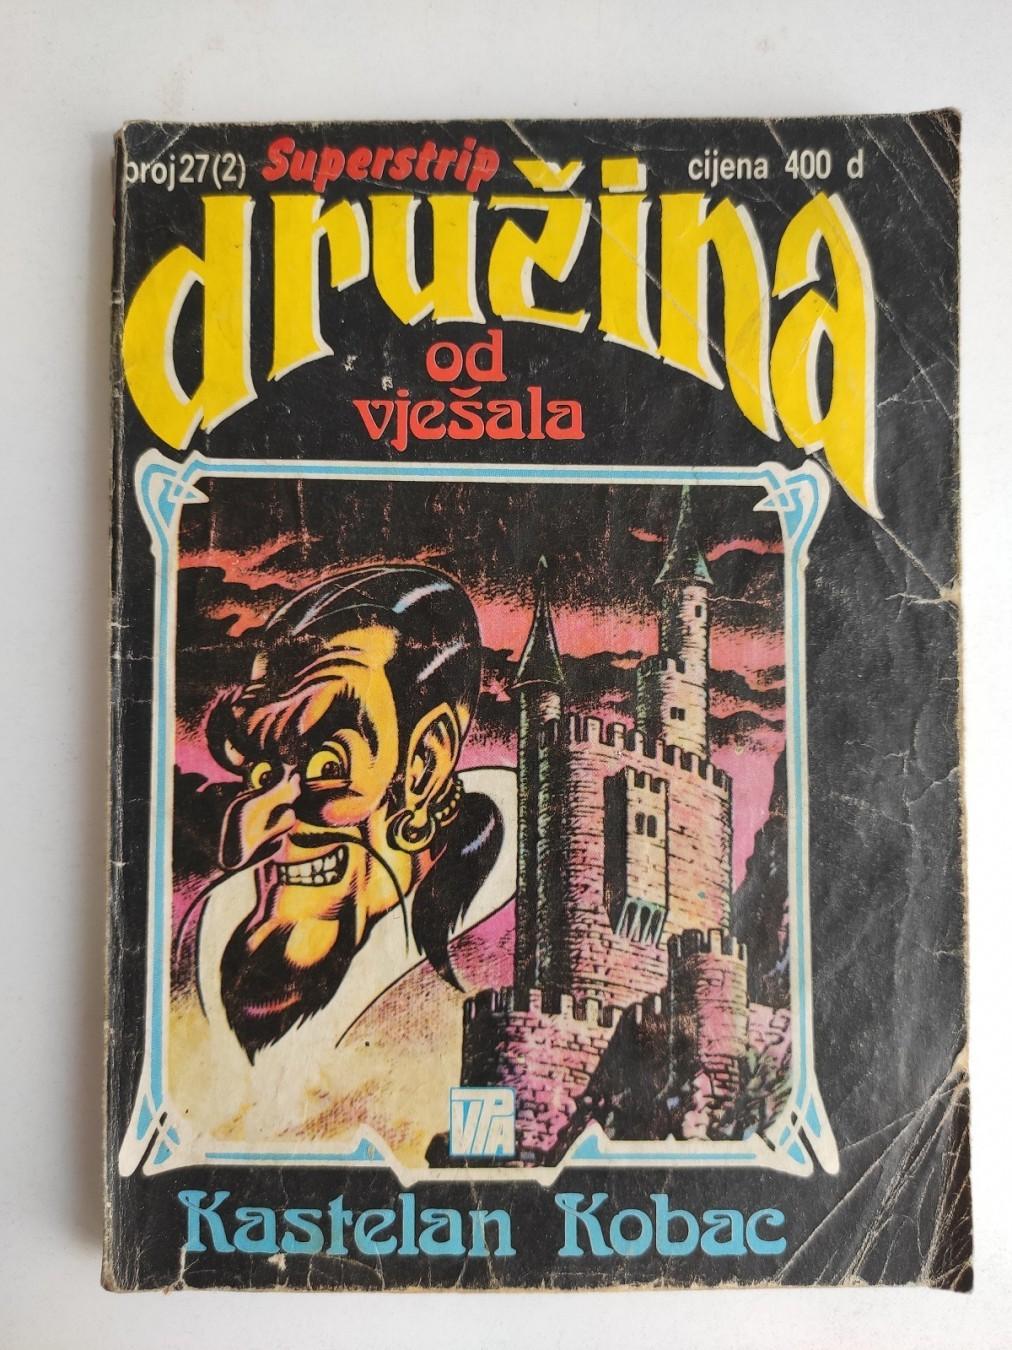 broj 27(2) Superstrip cijena 400 d
družina
od
vješala
VPA
Kastelan Kobac